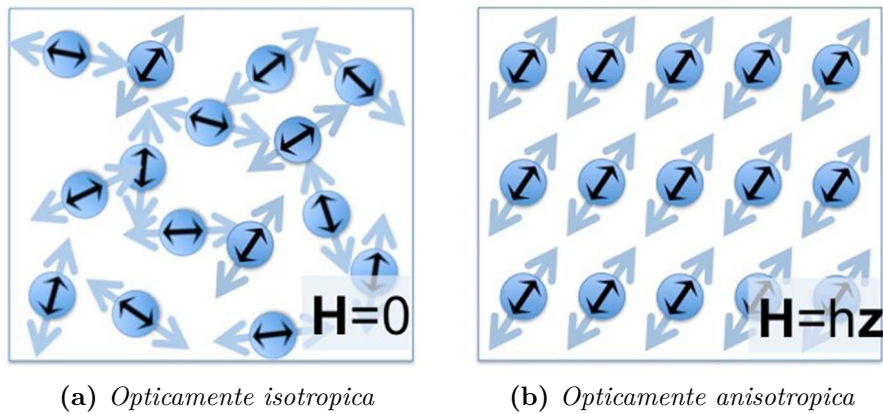 H=0
H=hz
(a) Opticamente isotropica
(b) Opticamente anisotropica